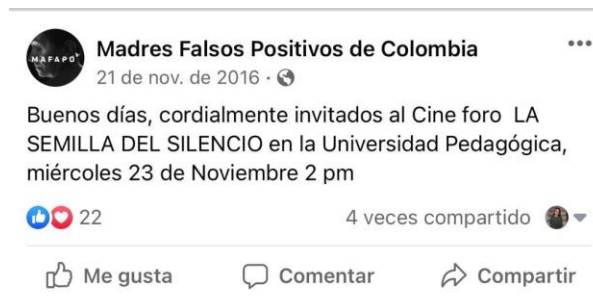 MAFAPO
Madres Falsos Positivos de Colombia
21 de nov. de 2016 ·
Buenos días, cordialmente invitados al Cine foro LA
SEMILLA DEL SILENCIO en la Universidad Pedagógica,
miércoles 23 de Noviembre 2 pm
22
4 veces compartido
Me gusta
Comentar
Compartir